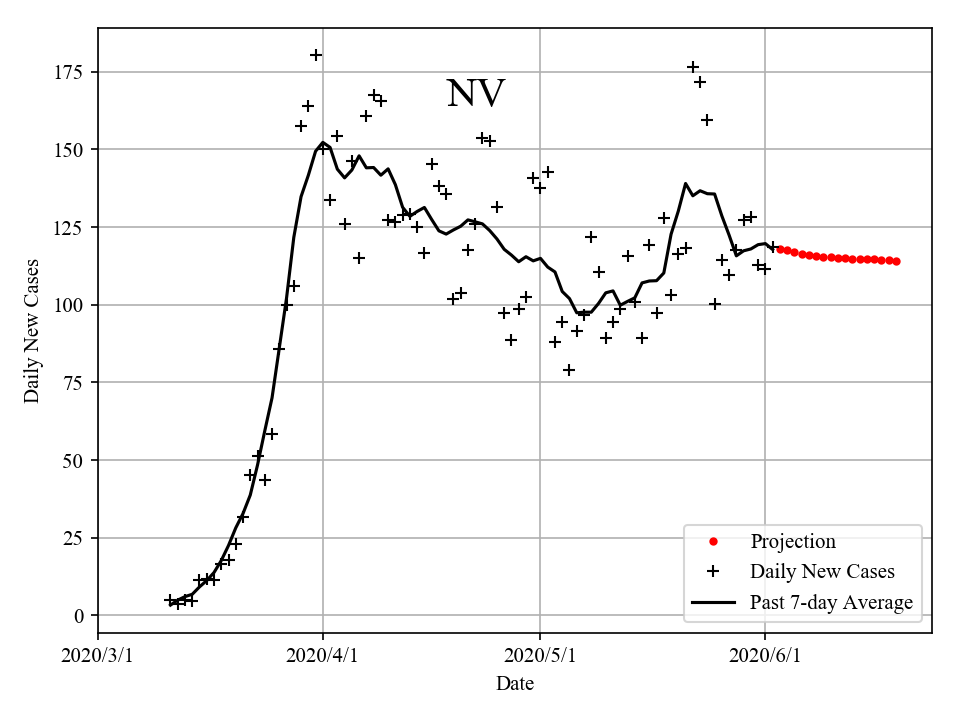 NV
175
150
125
100
75
50
25
0
Daily New Cases
2020/3/1 2020/4/1 2020/5/1 2020/6/1
Date
Projection
Daily New Cases
Past 7-day Average